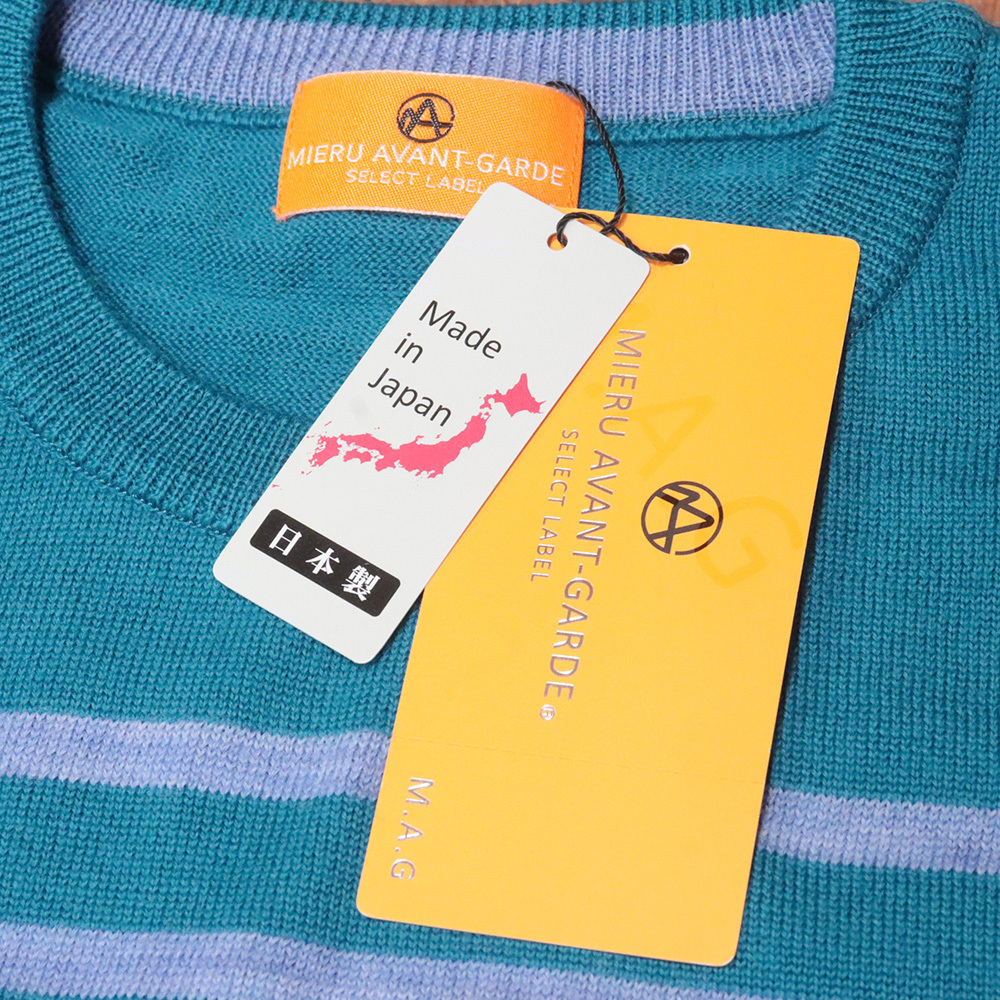 MIERU AVANT-GARDE
SELECT LABEL
Made
in
Japan
日本製
M.A.G
MIERU AVANT-GARDE®
SELECT LABEL
M.A.G